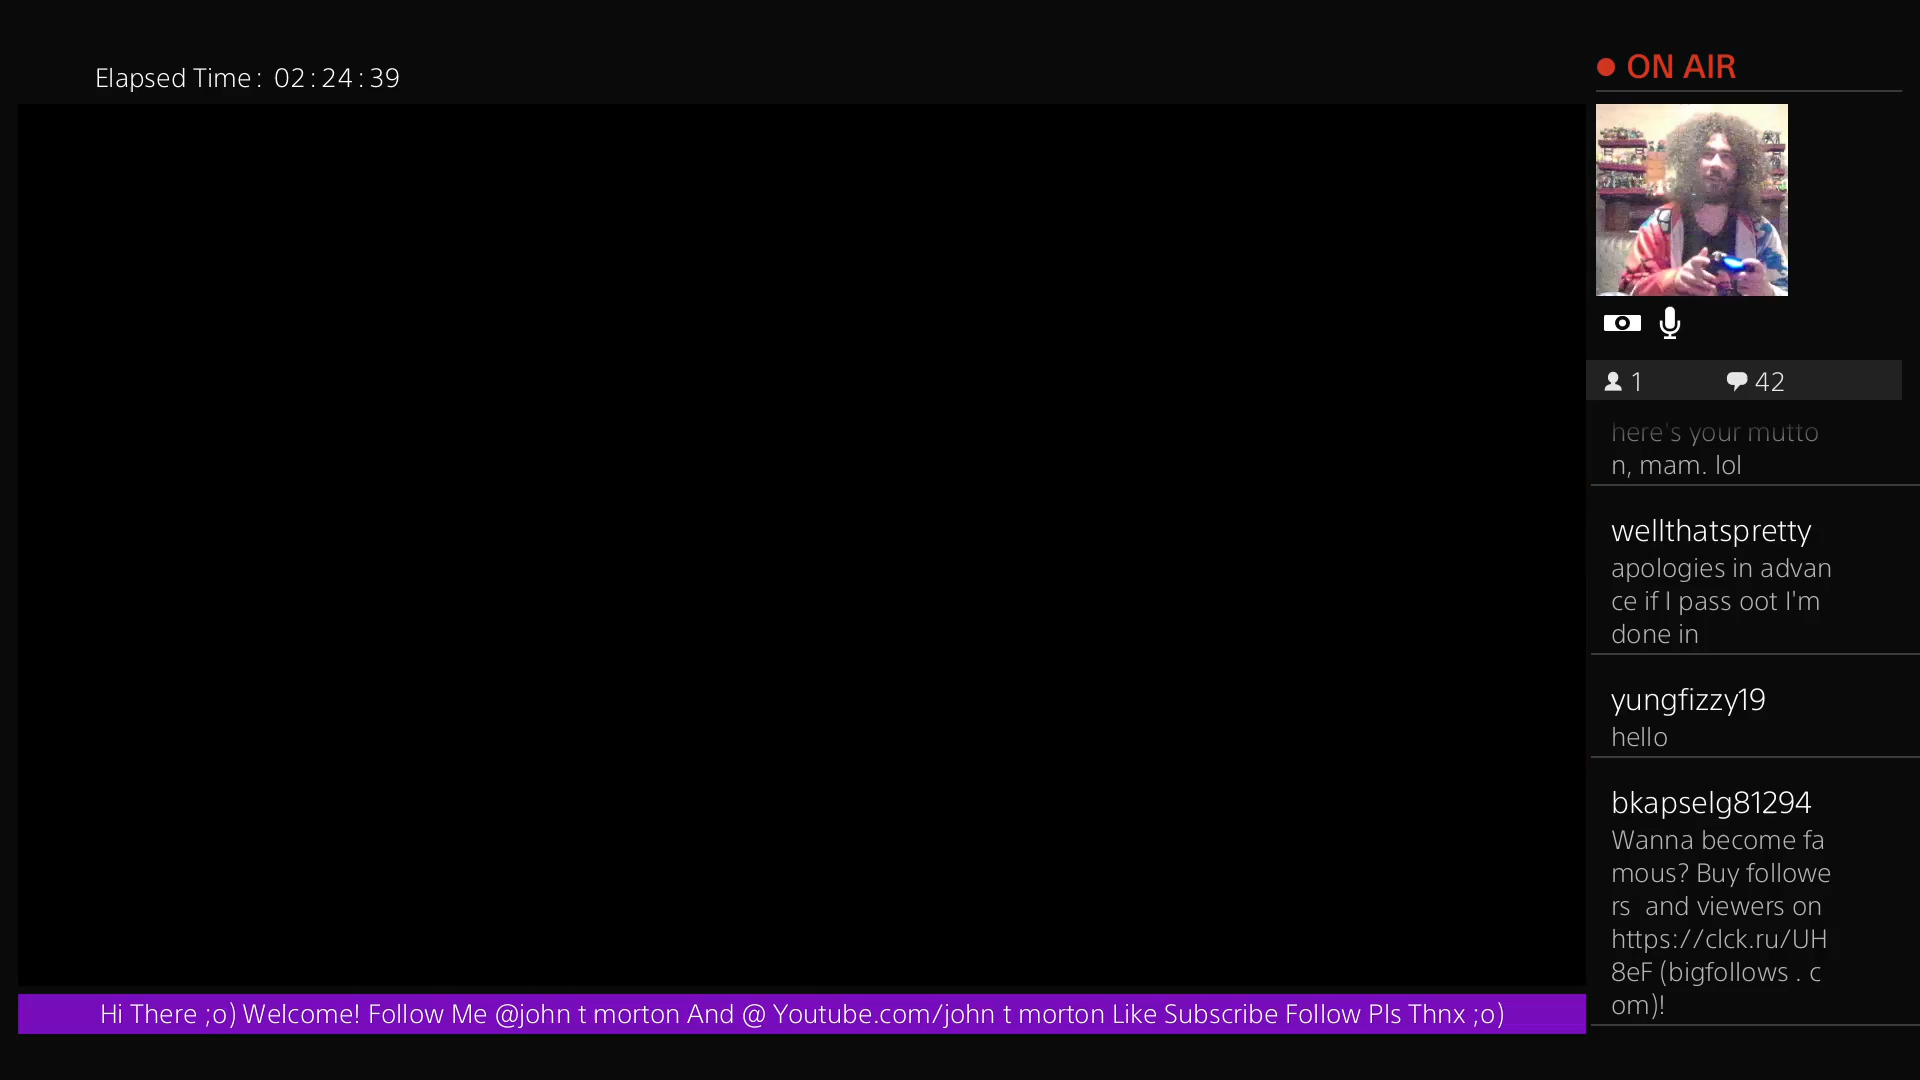 Elapsed Time: 02:24:39
ON AIR
1 42
here's your mutto
n, mam. lol
wellthatspretty
apologies in advan
ce if I pass oot I'm
done in
yungfizzy19
hello
bkapselg81294
Wanna become fa
mous? Buy followe
rs  and viewers on
https://clck.ru/UH
8eF (bigfollows . c
om)!
Hi There ;o) Welcome! Follow Me @john t morton And @ Youtube.com/john t morton Like Subscribe Follow Pls Thnx ;o)